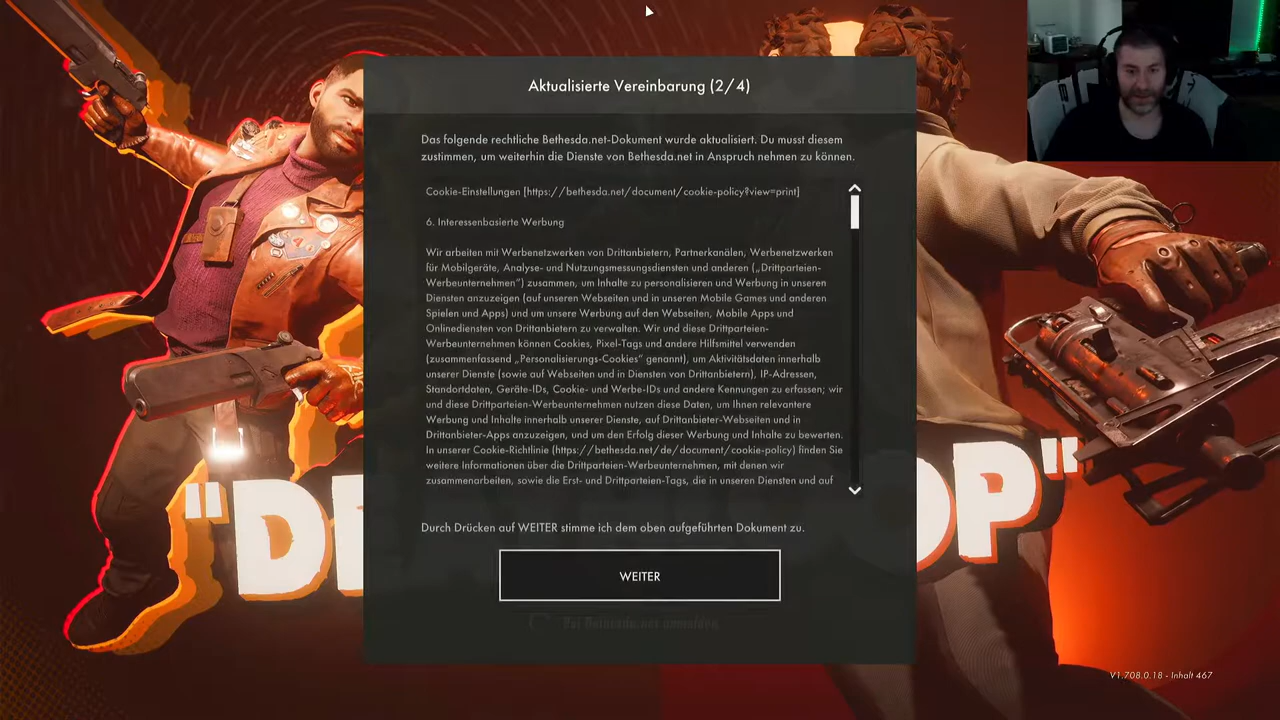 Aktualisierte Vereinbarung (2/4)
Das folgende rechtliche Bethesda.net-Dokument wurde aktualisiert. Du musst diesem
zustimmen, um weiterhin die Dienste von Bethesda.net in Anspruch nehmen zu können.
Cookie-Einstellungen [https://bethesda.net/document/cookie-policy?view=print]
6. Interessenbasierte Werbung
Wir arbeiten mit Werbenetzwerken von Drittanbietern, Partnerkanälen, Werbenetzwerken
für Mobilgeräte, Analyse- und Nutzungsmessungsdiensten und anderen („Drittparteien-
Werbeunternehmen") zusammen, um Inhalte zu personalisieren und Werbung in unseren
Diensten anzuzeigen (auf unseren Webseiten und in unseren Mobile Games und anderen
Spielen und Apps) und um unsere Werbung auf den Webseiten, Mobile Apps und
Onlinediensten von Drittanbietern zu verwalten. Wir und diese Drittparteien-
Werbeunternehmen können Cookies, Pixel-Tags und andere Hilfsmittel verwenden
(zusammenfassend „Personalisierungs-Cookies" genannt), um Aktivitätsdaten innerhalb
unserer Dienste (sowie auf Webseiten und in Diensten von Drittanbietern), IP-Adressen,
Standortdaten, Geräte-IDs, Cookie- und Werbe-IDs und andere Kennungen zu erfassen; wir
und diese Drittparteien-Werbeunternehmen nutzen diese Daten, um Ihnen relevantere
Werbung und Inhalte innerhalb unserer Dienste, auf Drittanbieter-Webseiten und in
Drittanbieter-Apps anzuzeigen, und um den Erfolg dieser Werbung und Inhalte zu bewerten.
In unserer Cookie-Richtlinie (https://bethesda.net/de/document/cookie-policy) finden Sie
weitere Informationen über die Drittparteien-Werbeunternehmen, mit denen wir
zusammenarbeiten, sowie die Erst- und Drittparteien-Tags, die in unseren Diensten und auf
Durch Drücken auf WEITER stimme ich dem oben aufgeführten Dokument zu.
WEITER
Bei Bethesda.net anmelden
V1.708.0.18 - Inhalt 467